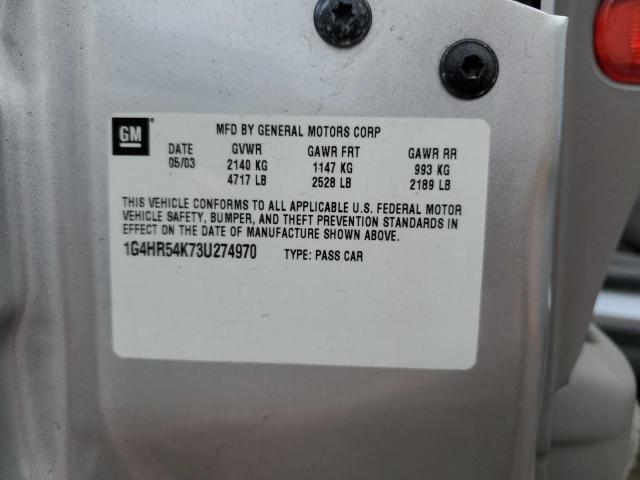 GM MFD BY GENERAL MOTORS CORP
DATE GVWR GAWR FRT GAWR RR
05/03 2140 KG 1147 KG 993 KG
4717 LB 2528 LB 2189 LB
THIS VEHICLE CONFORMS TO ALL APPLICABLE U.S. FEDERAL MOTOR
VEHICLE SAFETY, BUMPER, AND THEFT PREVENTION STANDARDS IN
EFFECT ON THE DATE OF MANUFACTURE SHOWN ABOVE.
1G4HR54K73U274970 TYPE: PASS CAR